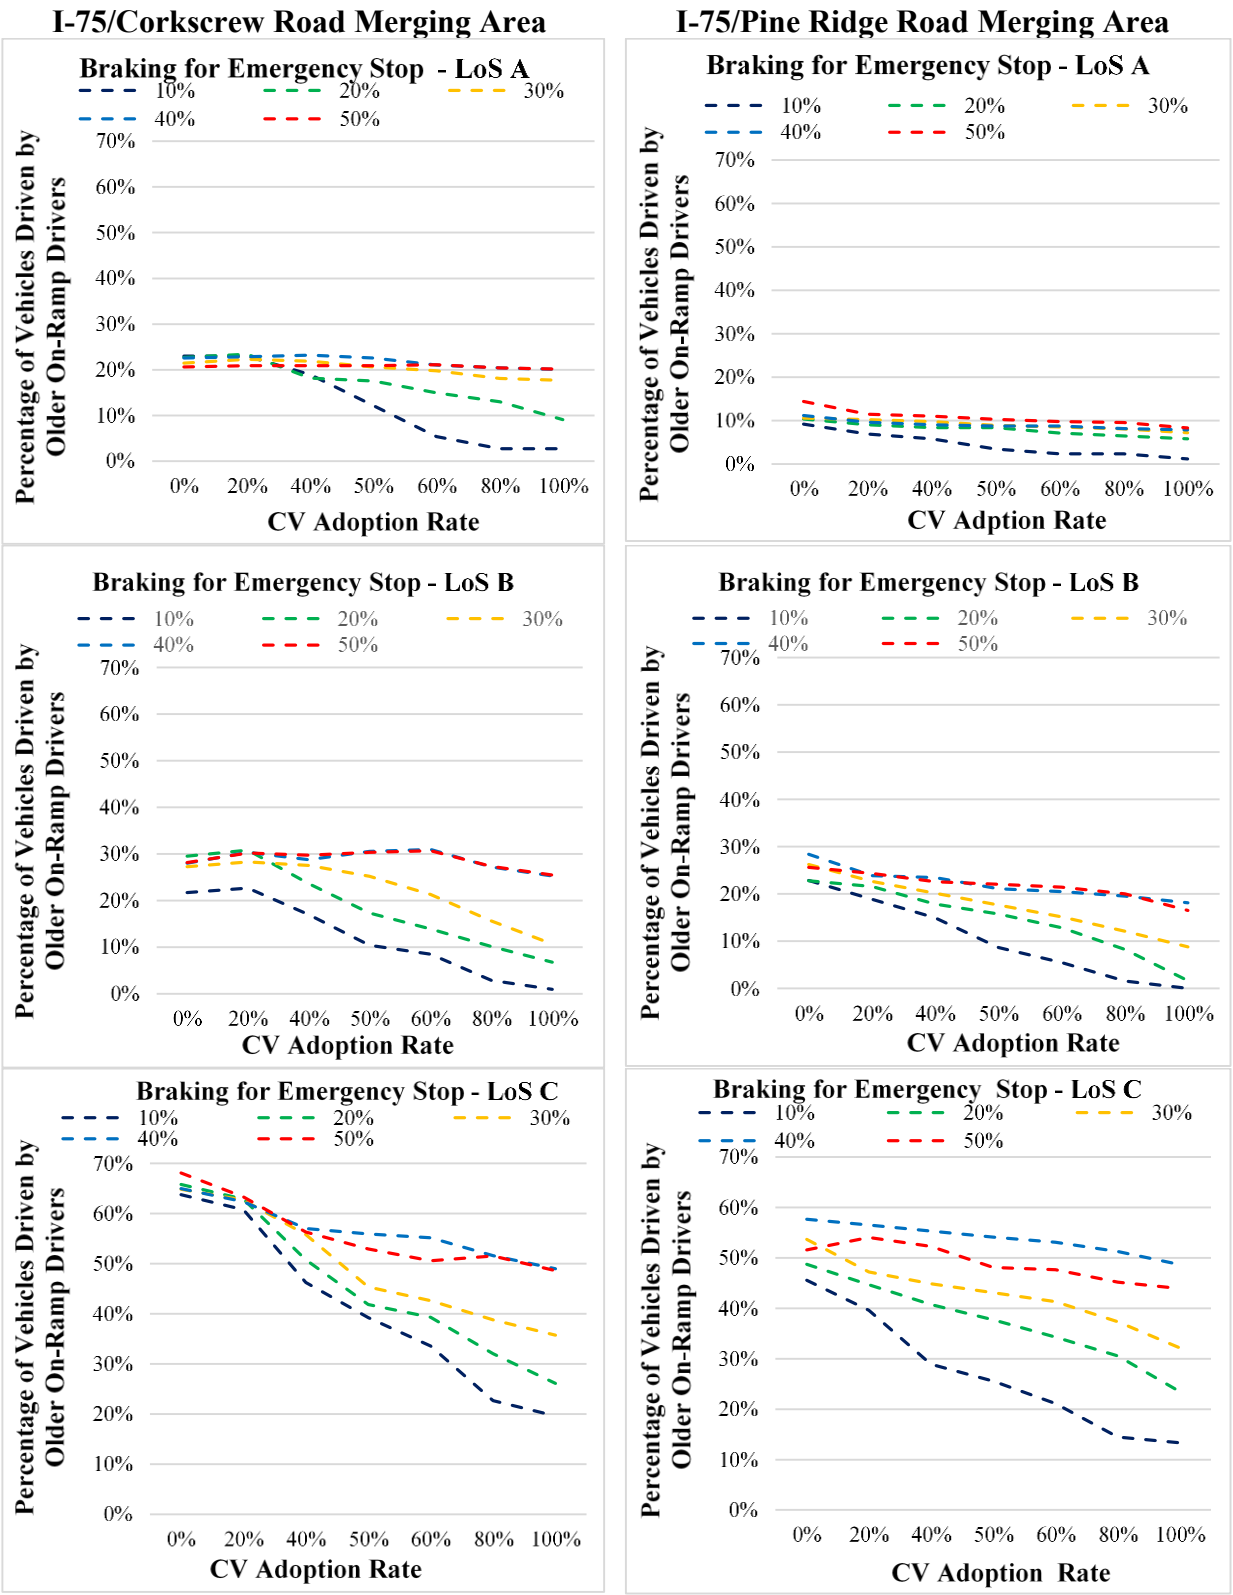 I-75/Corkscrew Road Merging Area
Braking for Emergency Stop - LoS A
10% 20% 30%
40% 50%
Percentage of Vehicles Driven by
Older On-Ramp Drivers
70%
60%
50%
40%
30%
20%
10%
0%
0% 20% 40% 50% 60% 80% 100%
CV Adoption Rate
I-75/Pine Ridge Road Merging Area
Braking for Emergency Stop - LoS A
10% 20% 30%
40% 50%
Percentage of Vehicles Driven by
Older On-Ramp Drivers
70%
60%
50%
40%
30%
20%
10%
0%
0% 20% 40% 50% 60% 80% 100%
CV Adption Rate
Braking for Emergency Stop - LoS B
10% 20% 30%
40% 50%
Percentage of Vehicles Driven by
Older On-Ramp Drivers
70%
60%
50%
40%
30%
20%
10%
0%
0% 20% 40% 50% 60% 80% 100%
CV Adoption Rate
Braking for Emergency Stop - LoS B
10% 20% 30%
40% 50%
Percentage of Vehicles Driven by
Older On-Ramp Drivers
70%
60%
50%
40%
30%
20%
10%
0%
0% 20% 40% 50% 60% 80% 100%
CV Adoption Rate
Braking for Emergency Stop - LoS C
10% 20% 30%
40% 50%
Percentage of Vehicles Driven by
Older On-Ramp Drivers
70%
60%
50%
40%
30%
20%
10%
0%
0% 20% 40% 50% 60% 80% 100%
CV Adoption Rate
Braking for Emergency Stop - LoS C
10% 20% 30%
40% 50%
Percentage of Vehicles Driven by
Older On-Ramp Drivers
70%
60%
50%
40%
30%
20%
10%
0%
0% 20% 40% 50% 60% 80% 100%
CV Adoption Rate